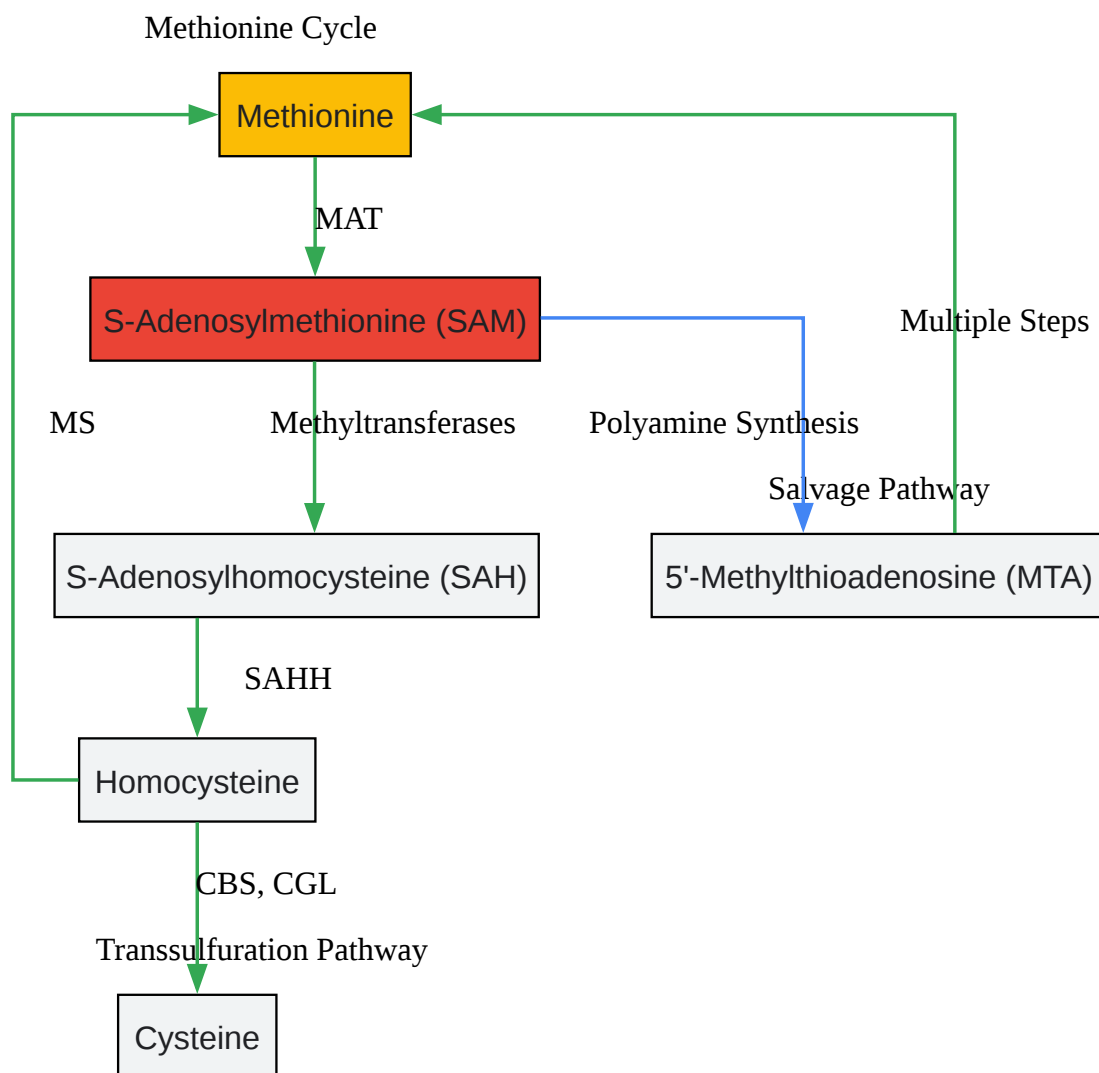 Methionine Cycle
Methionine
MAT
S-Adenosylmethionine (SAM)
Multiple Steps
MS
Methyltransferases
Polyamine Synthesis
Salvage Pathway
S-Adenosylhomocysteine (SAH)
5'-Methylthioadenosine (MTA)
SAHH
Homocysteine
CBS, CGL
Transsulfuration Pathway
Cysteine